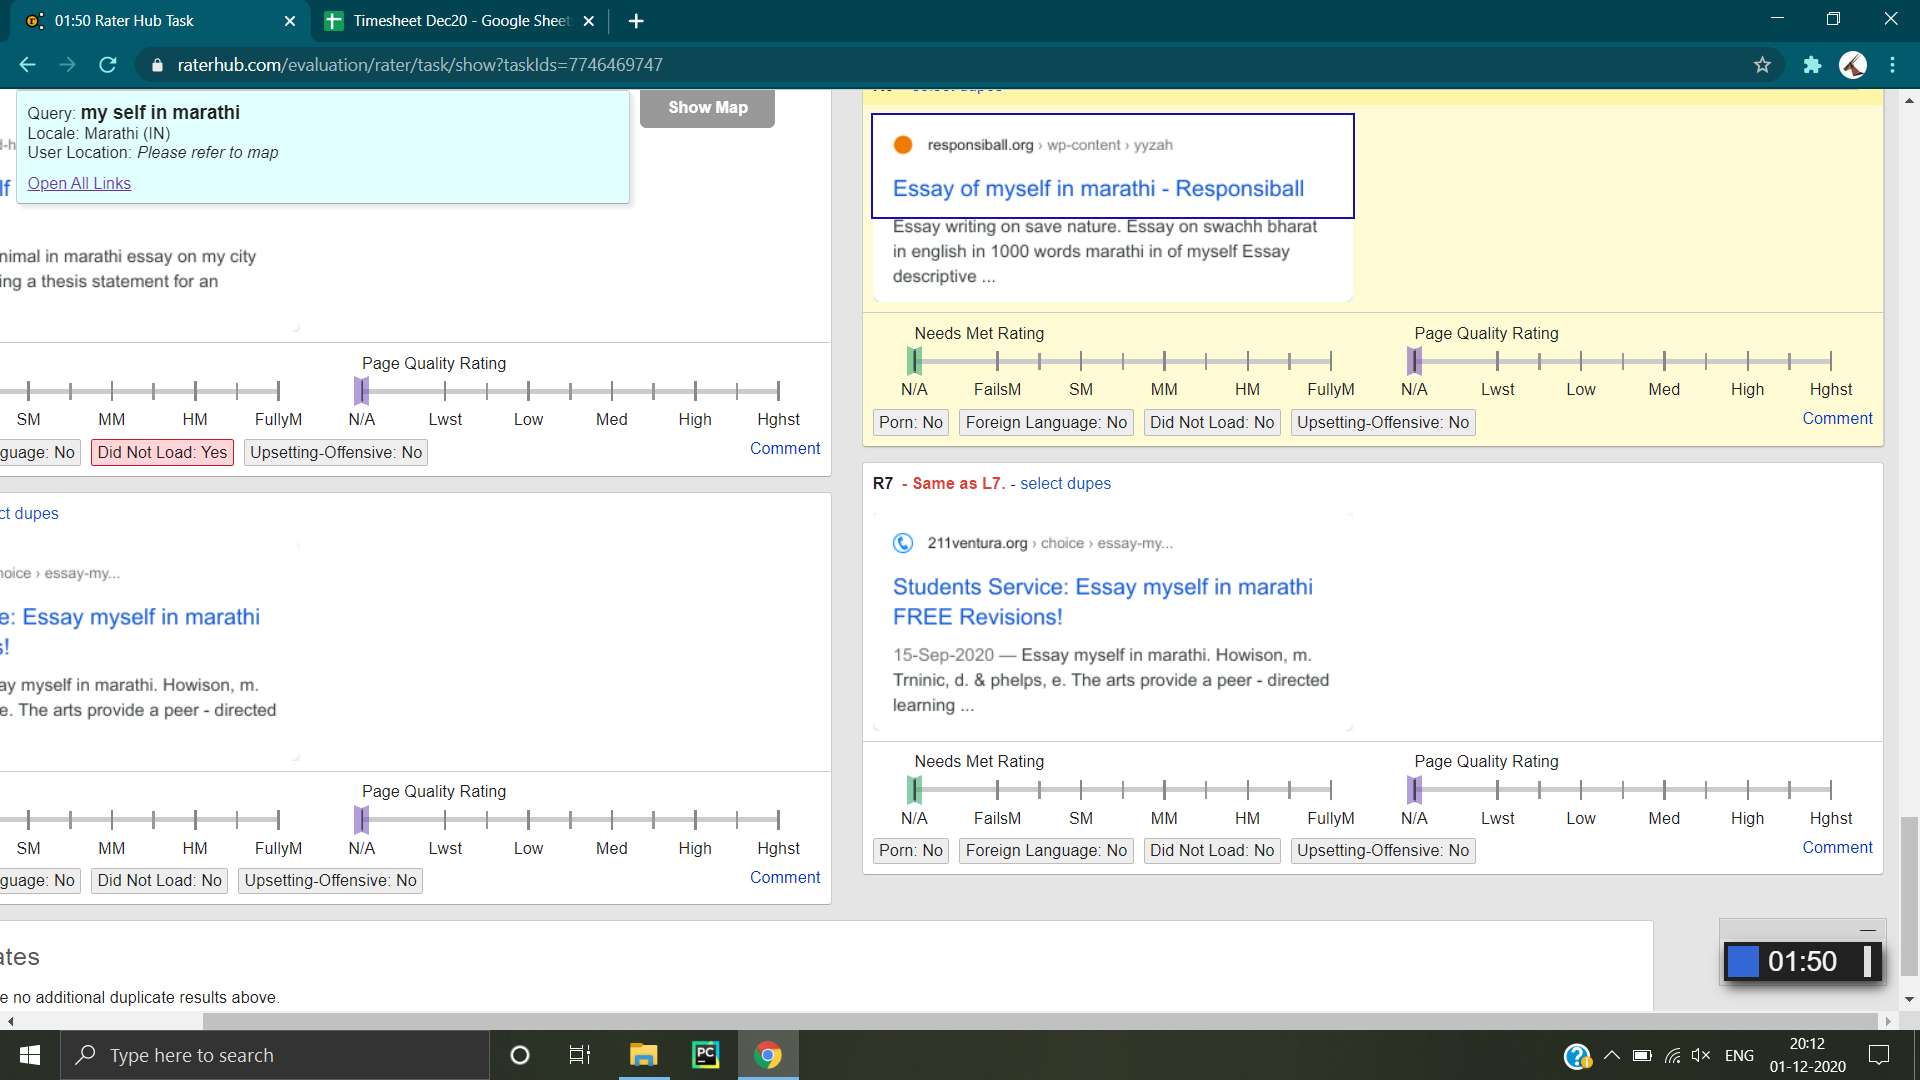 01:50 Rater Hub Task
Timesheet Dec20 - Google Sheet
raterhub.com/evaluation/rater/task/show?taskIds=7746469747
Query: my self in marathi
Locale: Marathi (IN)
User Location: Please refer to map
Open All Links
Show Map
nimal in marathi essay on my city
ing a thesis statement for an
Page Quality Rating
SM MM HM FullyM N/A Lwst Low Med High Hghst
guage: No Did Not Load: Yes Upsetting-Offensive: No Comment
ct dupes
hoice › essay-my...
e: Essay myself in marathi
s!
ay myself in marathi. Howison, m.
e. The arts provide a peer - directed
Page Quality Rating
SM MM HM FullyM N/A Lwst Low Med High Hghst
guage: No Did Not Load: No Upsetting-Offensive: No Comment
ates
e no additional duplicate results above.
responsiball.org › wp-content › yyzah
Essay of myself in marathi - Responsiball
Essay writing on save nature. Essay on swachh bharat
in english in 1000 words marathi in of myself Essay
descriptive ...
Needs Met Rating Page Quality Rating
N/A FailsM SM MM HM FullyM N/A Lwst Low Med High Hghst
Porn: No Foreign Language: No Did Not Load: No Upsetting-Offensive: No Comment
R7 - Same as L7. - select dupes
211ventura.org › choice › essay-my...
Students Service: Essay myself in marathi
FREE Revisions!
15-Sep-2020 — Essay myself in marathi. Howison, m.
Trninic, d. & phelps, e. The arts provide a peer - directed
learning ...
Needs Met Rating Page Quality Rating
N/A FailsM SM MM HM FullyM N/A Lwst Low Med High Hghst
Porn: No Foreign Language: No Did Not Load: No Upsetting-Offensive: No Comment
01:50
Type here to search
PC
ENG
20:12
01-12-2020